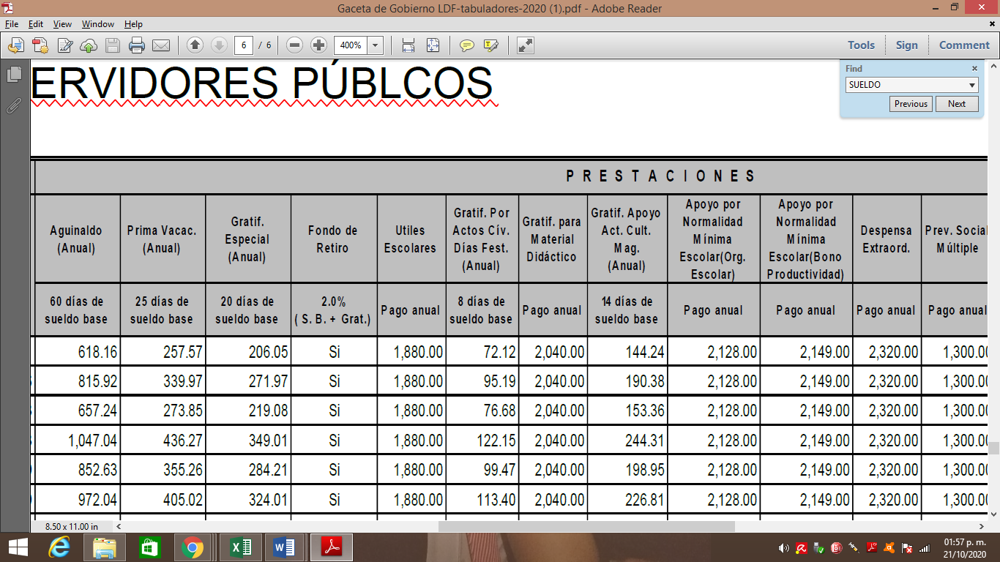 Gaceta de Gobierno LDF-tabuladores-2020 (1).pdf - Adobe Reader
File Edit View Window Help
6 / 6 400% Tools Sign Comment
Find
SUELDO
Previous Next
ERVIDORES PÚBLCOS
PRESTACIONES
Aguinaldo (Anual) Prima Vacac. (Anual) Gratif. Especial (Anual) Fondo de Retiro Utiles Escolares Gratif. Por Actos Cív. Días Fest. (Anual) Gratif. para Material Didáctico Gratif. Apoyo Act. Cult. Mag. (Anual) Apoyo por Normalidad Mínima Escolar(Org. Escolar) Apoyo por Normalidad Mínima Escolar(Bono Productividad) Despensa Extraord. Prev. Social Múltiple
60 días de sueldo base 25 días de sueldo base 20 días de sueldo base 2.0% ( S. B. + Grat.) Pago anual 8 días de sueldo base Pago anual 14 días de sueldo base Pago anual Pago anual Pago anual Pago anual
618.16 257.57 206.05 Si 1,880.00 72.12 2,040.00 144.24 2,128.00 2,149.00 2,320.00 1,300.00
815.92 339.97 271.97 Si 1,880.00 95.19 2,040.00 190.38 2,128.00 2,149.00 2,320.00 1,300.00
657.24 273.85 219.08 Si 1,880.00 76.68 2,040.00 153.36 2,128.00 2,149.00 2,320.00 1,300.00
1,047.04 436.27 349.01 Si 1,880.00 122.15 2,040.00 244.31 2,128.00 2,149.00 2,320.00 1,300.00
852.63 355.26 284.21 Si 1,880.00 99.47 2,040.00 198.95 2,128.00 2,149.00 2,320.00 1,300.00
972.04 405.02 324.01 Si 1,880.00 113.40 2,040.00 226.81 2,128.00 2,149.00 2,320.00 1,300.00
8.50 x 11.00 in
01:57 p. m.
21/10/2020